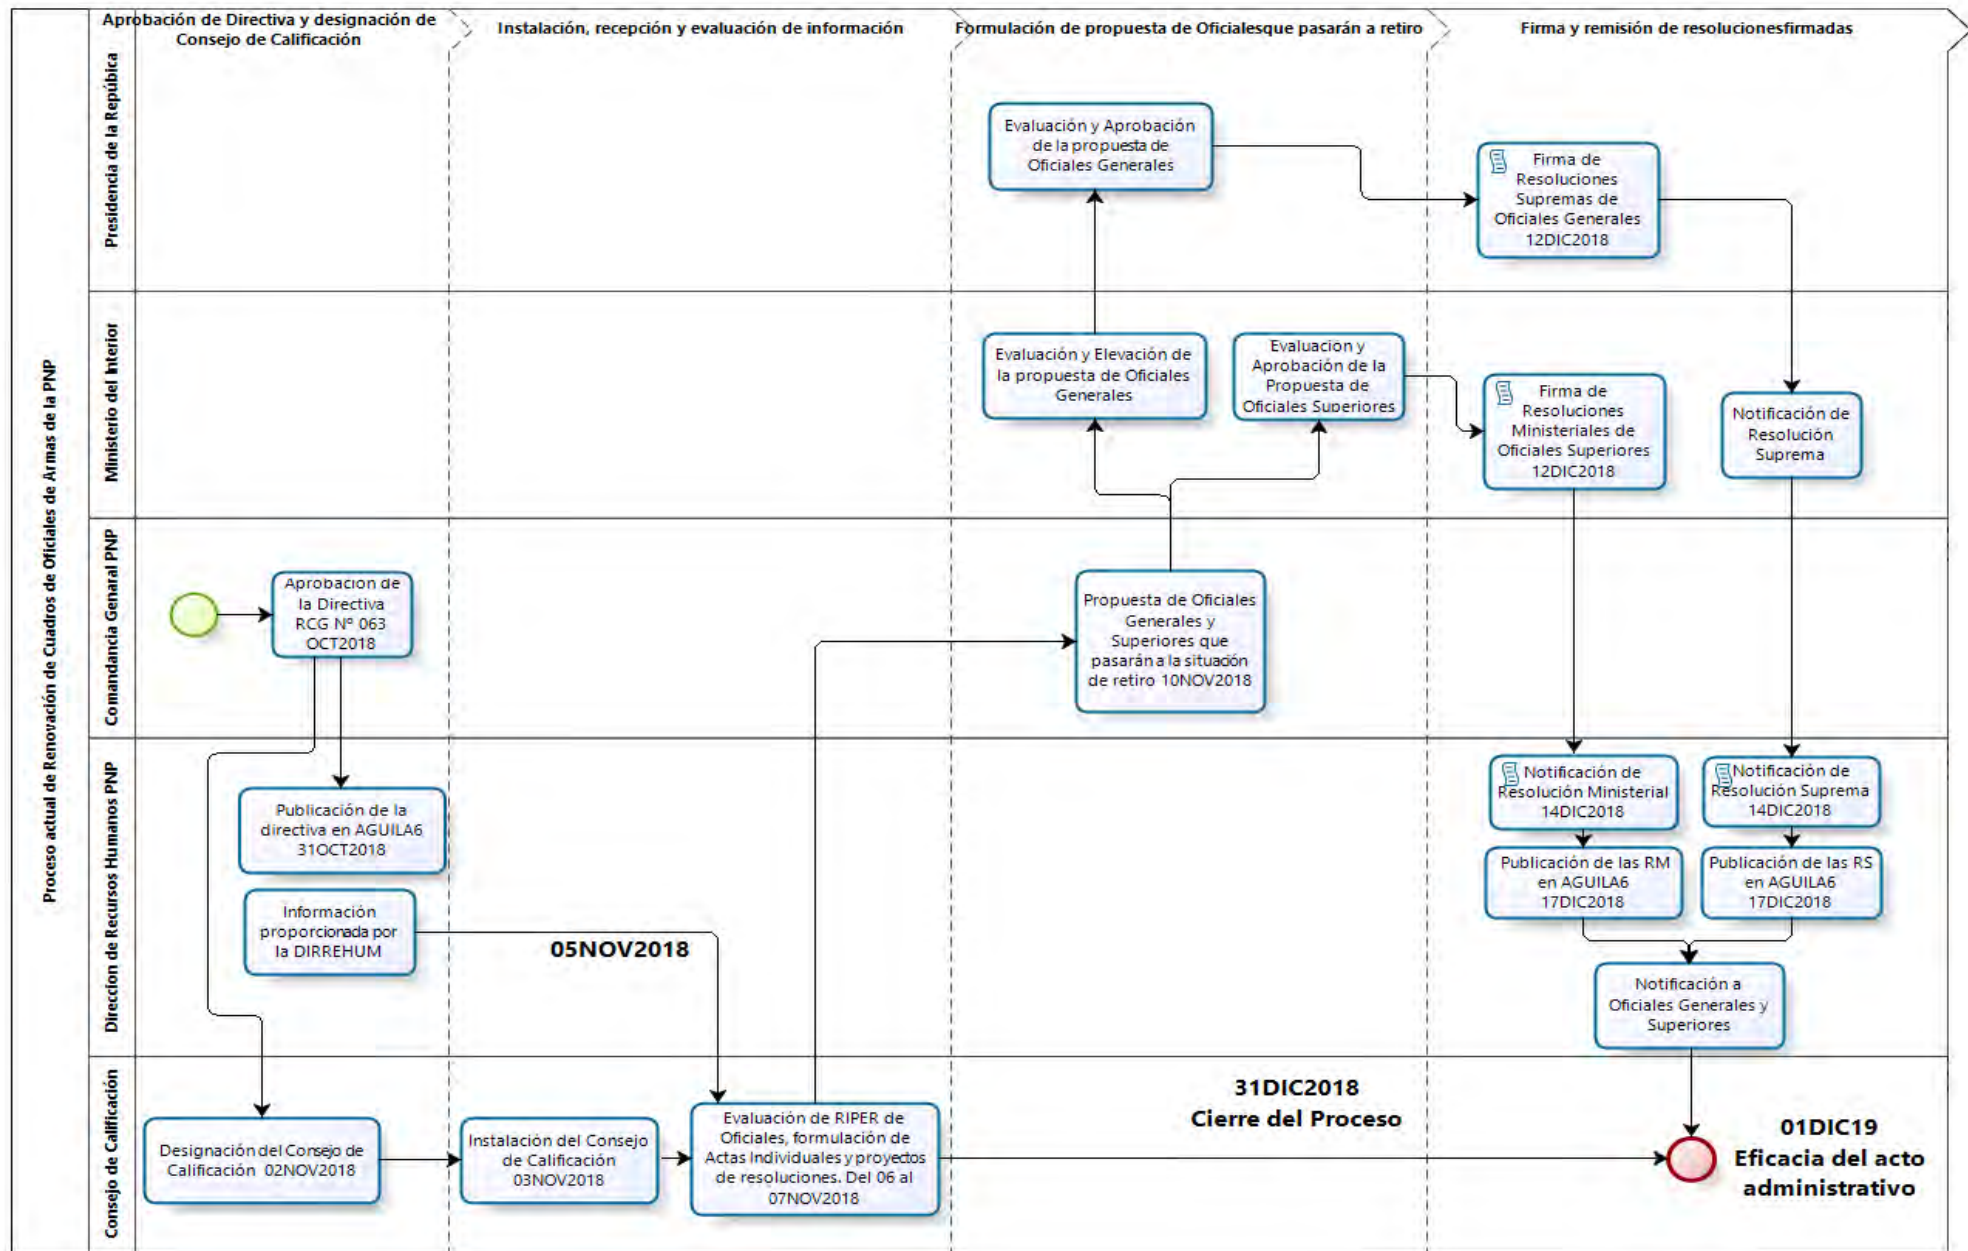 Aprobación de Directiva y designación de
Consejo de Calificación
Instalación, recepción y evaluación de información
Formulación de propuesta de Oficialesque pasarán a retiro
Firma y remisión de resolucionesfirmadas
Proceso actual de Renovación de Cuadros de Oficiales de Armas de la PNP
Presidencia de la Repúbica
Evaluación y Aprobación
de la propuesta de
Oficiales Generales
Firma de
Resoluciones
Supremas de
Oficiales Generales
12DIC2018
Ministerio del Interior
Evaluación y Elevación de
la propuesta de Oficiales
Generales
Evaluación y
Aprobación de la
Propuesta de
Oficiales Superiores
Firma de
Resoluciones
Ministeriales de
Oficiales Superiores
12DIC2018
Notificación de
Resolución
Suprema
Comandancia Genaral PNP
Aprobación de
la Directiva
RCG Nº 063
OCT2018
Propuesta de Oficiales
Generales y
Superiores que
pasarán a la situación
de retiro 10NOV2018
Direccion de Recursos Humanos PNP
Publicación de la
directiva en AGUILA6
31OCT2018
Información
proporcionada por
la DIRREHUM
05NOV2018
Notificación de
Resolución Ministerial
14DIC2018
Notificación de
Resolución Suprema
14DIC2018
Publicación de las RM
en AGUILA6
17DIC2018
Publicación de las RS
en AGUILA6
17DIC2018
Notificación a
Oficiales Generales y
Superiores
Consejo de Calificación
Designación del Consejo de
Calificación 02NOV2018
Instalación del Consejo
de Calificación
03NOV2018
Evaluación de RIPER de
Oficiales, formulación de
Actas Individuales y proyectos
de resoluciones. Del 06 al
07NOV2018
31DIC2018
Cierre del Proceso
01DIC19
Eficacia del acto
administrativo